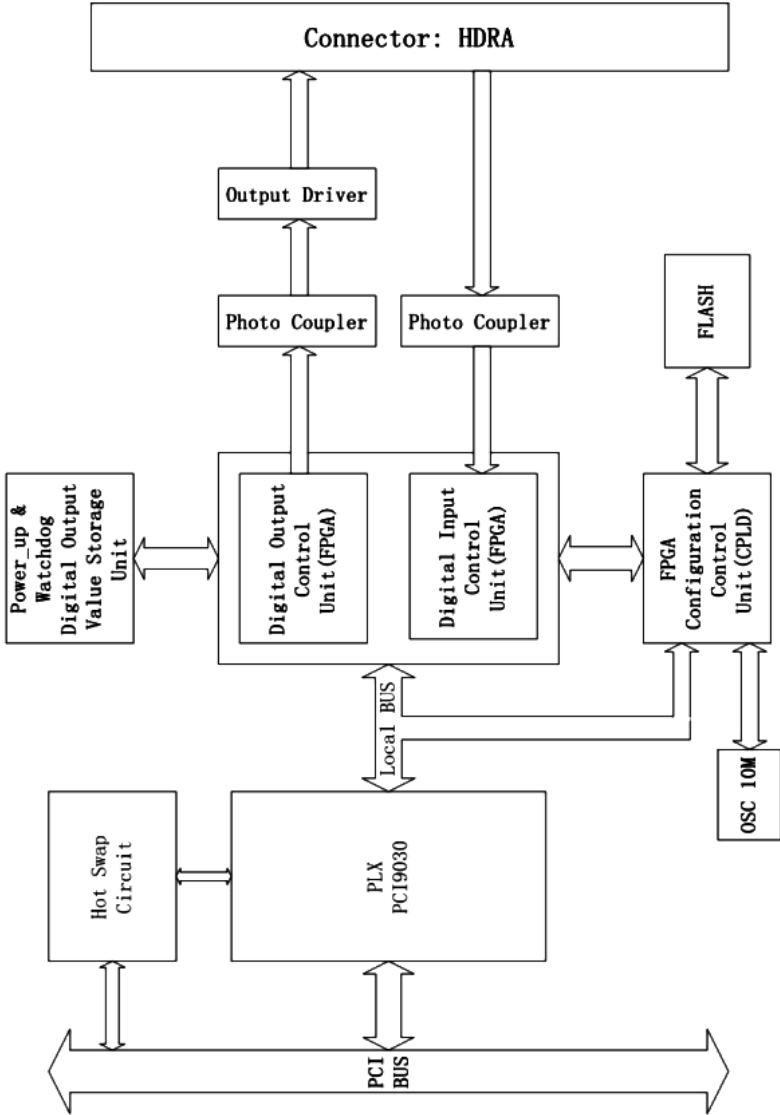 Connector: HDRA
Output Driver
Photo Coupler
Photo Coupler
FLASH
Power_up &
Watchdog
Digital Output
Value Storage
Unit
Digital Output
Control
Unit(FPGA)
Digital Input
Control
Unit(FPGA)
FPGA
Configuration
Control
Unit(CPLD)
Local BUS
OSC 10M
Hot Swap
Circuit
PLX
PCI9030
PCI
BUS